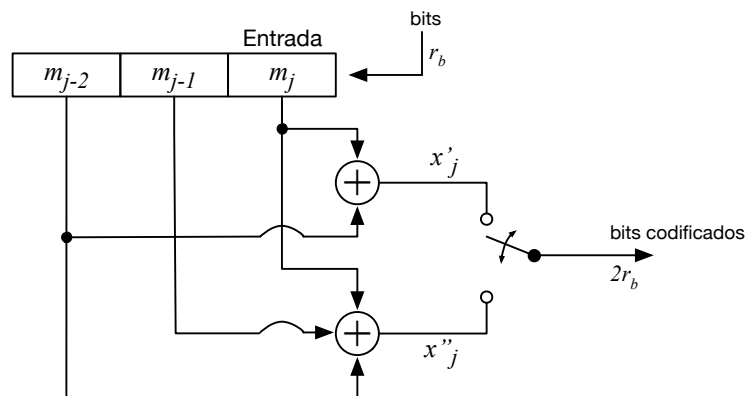 bits
Entrada
r_b
m_{j-2} m_{j-1} m_j
x'_j
bits codificados
2r_b
x''_j